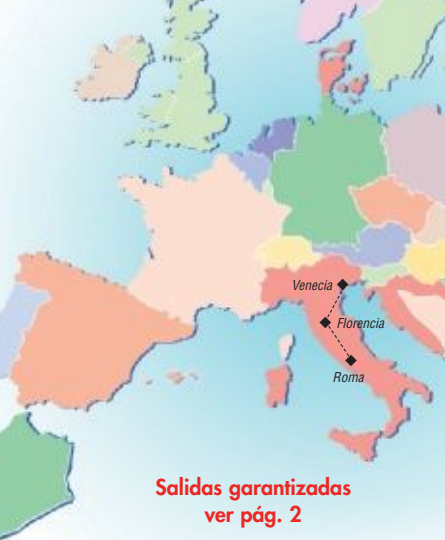 Venecia
Florencia
Roma
Salidas garantizadas
ver pág. 2